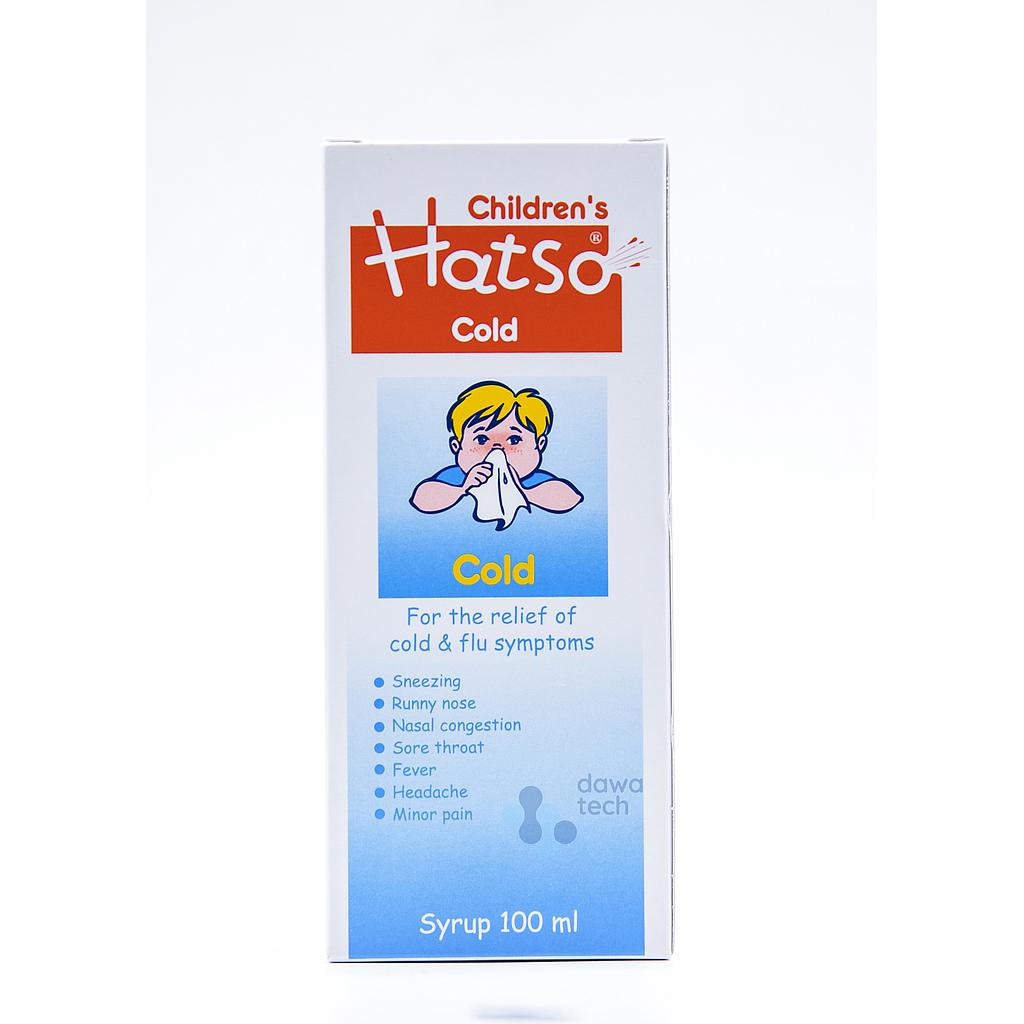 Children's
Hatso®
Cold
Cold
For the relief of
cold & flu symptoms
● Sneezing
● Runny nose
● Nasal congestion
● Sore throat
● Fever
● Headache
● Minor pain
dawa
tech
Syrup 100 ml